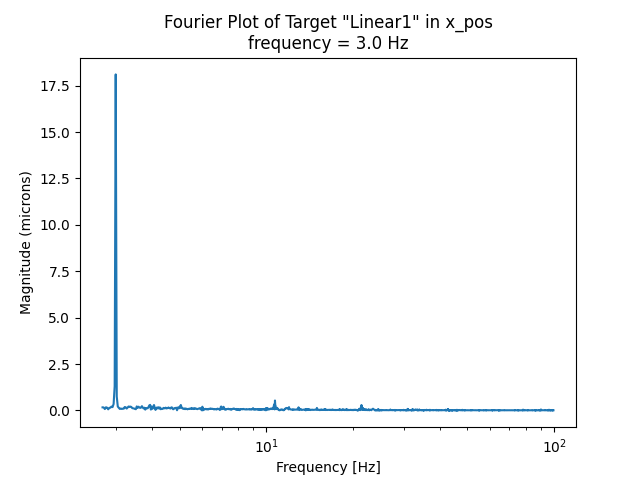 Fourier Plot of Target "Linear1" in x_pos
frequency = 3.0 Hz
17.5
15.0
12.5
10.0
7.5
5.0
2.5
0.0
Magnitude (microns)
10¹
10²
Frequency [Hz]